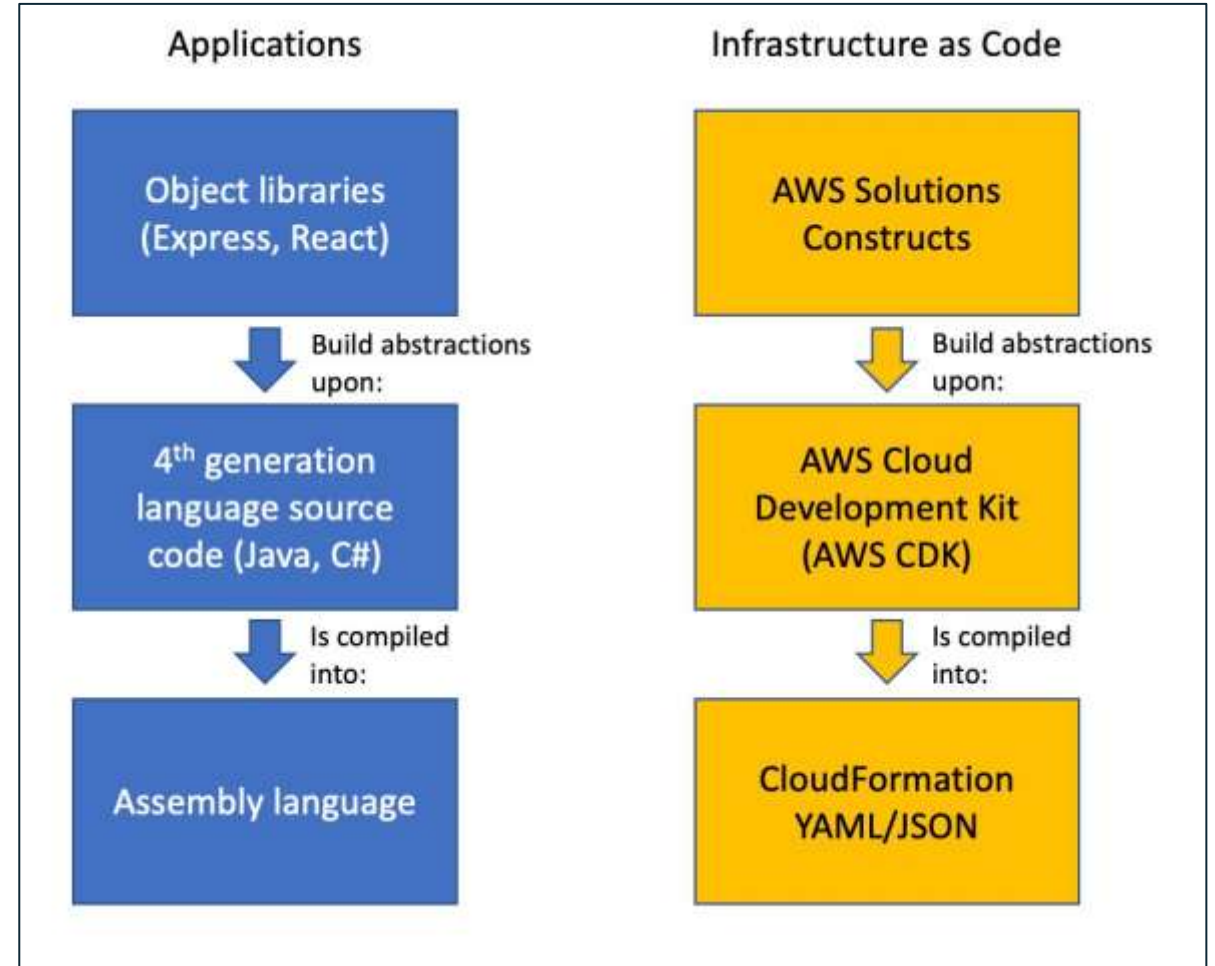 Applications
Object libraries
(Express, React)
Build abstractions
upon:
4th generation
language source
code (Java, C#)
Is compiled
into:
Assembly language
Infrastructure as Code
AWS Solutions
Constructs
Build abstractions
upon:
AWS Cloud
Development Kit
(AWS CDK)
Is compiled
into:
CloudFormation
YAML/JSON